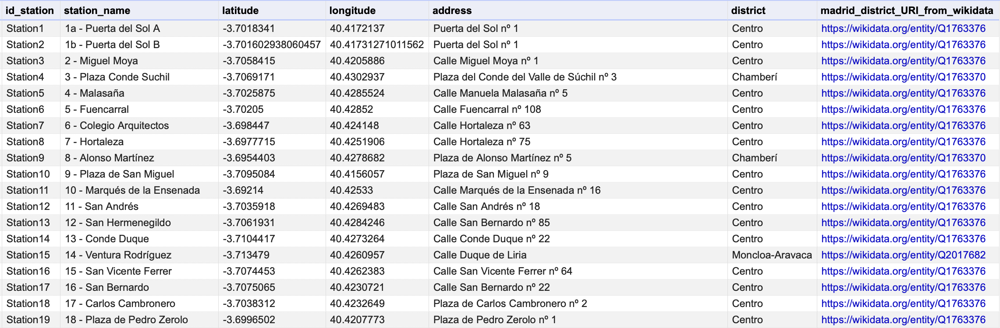 id_station station_name latitude longitude address district madrid_district_URI_from_wikidata
Station1 1a - Puerta del Sol A -3.7018341 40.4172137 Puerta del Sol nº 1 Centro https://wikidata.org/entity/Q1763376
Station2 1b - Puerta del Sol B -3.701602938060457 40.41731271011562 Puerta del Sol nº 1 Centro https://wikidata.org/entity/Q1763376
Station3 2 - Miguel Moya -3.7058415 40.4205886 Calle Miguel Moya nº 1 Centro https://wikidata.org/entity/Q1763376
Station4 3 - Plaza Conde Suchil -3.7069171 40.4302937 Plaza del Conde del Valle de Súchil nº 3 Chamberí https://wikidata.org/entity/Q1763370
Station5 4 - Malasaña -3.7025875 40.4285524 Calle Manuela Malasaña nº 5 Centro https://wikidata.org/entity/Q1763376
Station6 5 - Fuencarral -3.70205 40.42852 Calle Fuencarral nº 108 Centro https://wikidata.org/entity/Q1763376
Station7 6 - Colegio Arquitectos -3.698447 40.424148 Calle Hortaleza nº 63 Centro https://wikidata.org/entity/Q1763376
Station8 7 - Hortaleza -3.6977715 40.4251906 Calle Hortaleza nº 75 Centro https://wikidata.org/entity/Q1763376
Station9 8 - Alonso Martínez -3.6954403 40.4278682 Plaza de Alonso Martínez nº 5 Chamberí https://wikidata.org/entity/Q1763370
Station10 9 - Plaza de San Miguel -3.7095084 40.4156057 Plaza de San Miguel nº 9 Centro https://wikidata.org/entity/Q1763376
Station11 10 - Marqués de la Ensenada -3.69214 40.42533 Calle Marqués de la Ensenada nº 16 Centro https://wikidata.org/entity/Q1763376
Station12 11 - San Andrés -3.7035918 40.4269483 Calle San Andrés nº 18 Centro https://wikidata.org/entity/Q1763376
Station13 12 - San Hermenegildo -3.7061931 40.4284246 Calle San Bernardo nº 85 Centro https://wikidata.org/entity/Q1763376
Station14 13 - Conde Duque -3.7104417 40.4273264 Calle Conde Duque nº 22 Centro https://wikidata.org/entity/Q1763376
Station15 14 - Ventura Rodríguez -3.713479 40.4260957 Calle Duque de Liria Moncloa-Aravaca https://wikidata.org/entity/Q2017682
Station16 15 - San Vicente Ferrer -3.7074453 40.4262383 Calle San Vicente Ferrer nº 64 Centro https://wikidata.org/entity/Q1763376
Station17 16 - San Bernardo -3.7075065 40.4230721 Calle San Bernardo nº 22 Centro https://wikidata.org/entity/Q1763376
Station18 17 - Carlos Cambronero -3.7038312 40.4232649 Plaza de Carlos Cambronero nº 2 Centro https://wikidata.org/entity/Q1763376
Station19 18 - Plaza de Pedro Zerolo -3.6996502 40.4207773 Plaza de Pedro Zerolo nº 1 Centro https://wikidata.org/entity/Q1763376